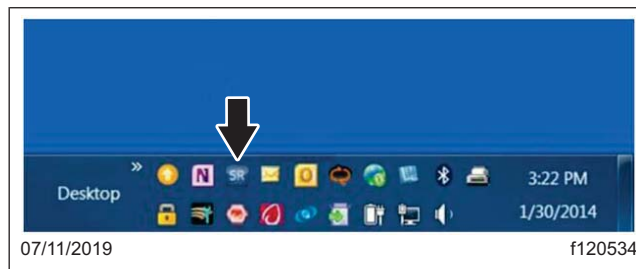 Desktop
»
N
SR
O
3:22 PM
1/30/2014
07/11/2019
f120534